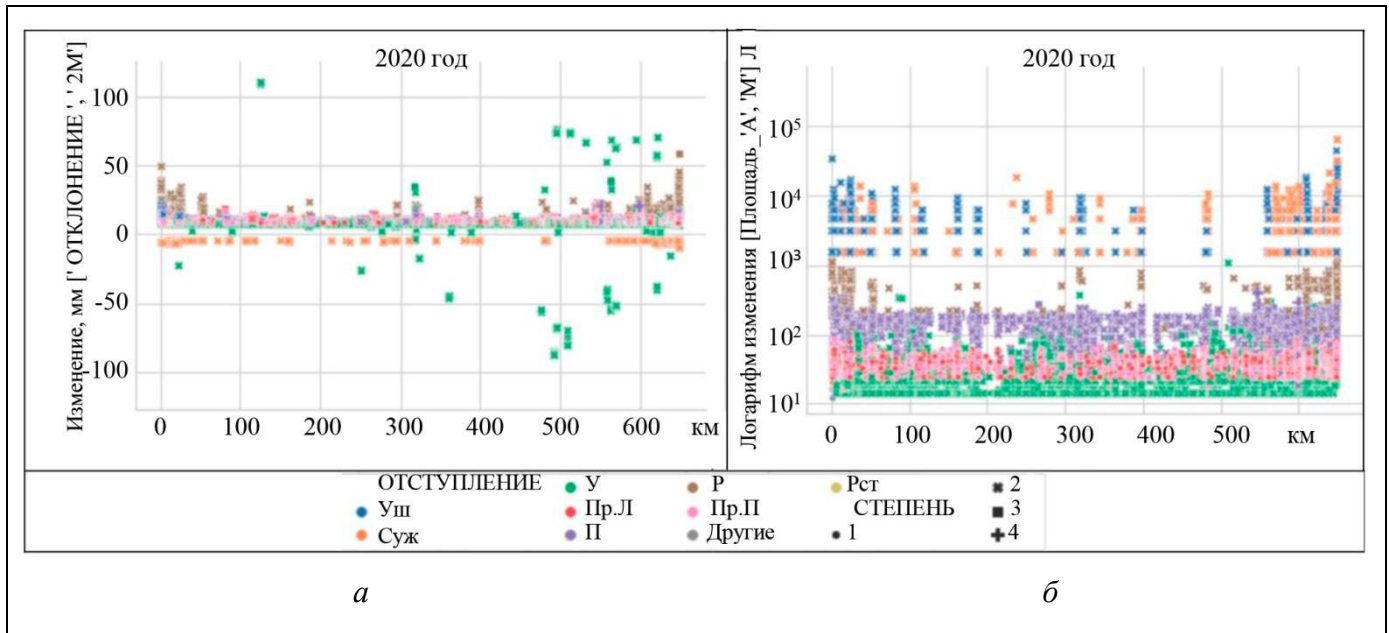 2020 год
Изменение, мм [' ОТКЛОНЕНИЕ ', ' 2М']
100
50
0
-50
-100
0 100 200 300 400 500 600 км
2020 год
Логарифм изменения [Площадь_'А', 'М'] Л
10⁵
10⁴
10³
10²
10¹
0 100 200 300 400 500 км
ОТСТУПЛЕНИЕ У Р Рст 2
Уш Пр.Л Пр.П СТЕПЕНЬ 3
Суж П Другие 1 4
а б